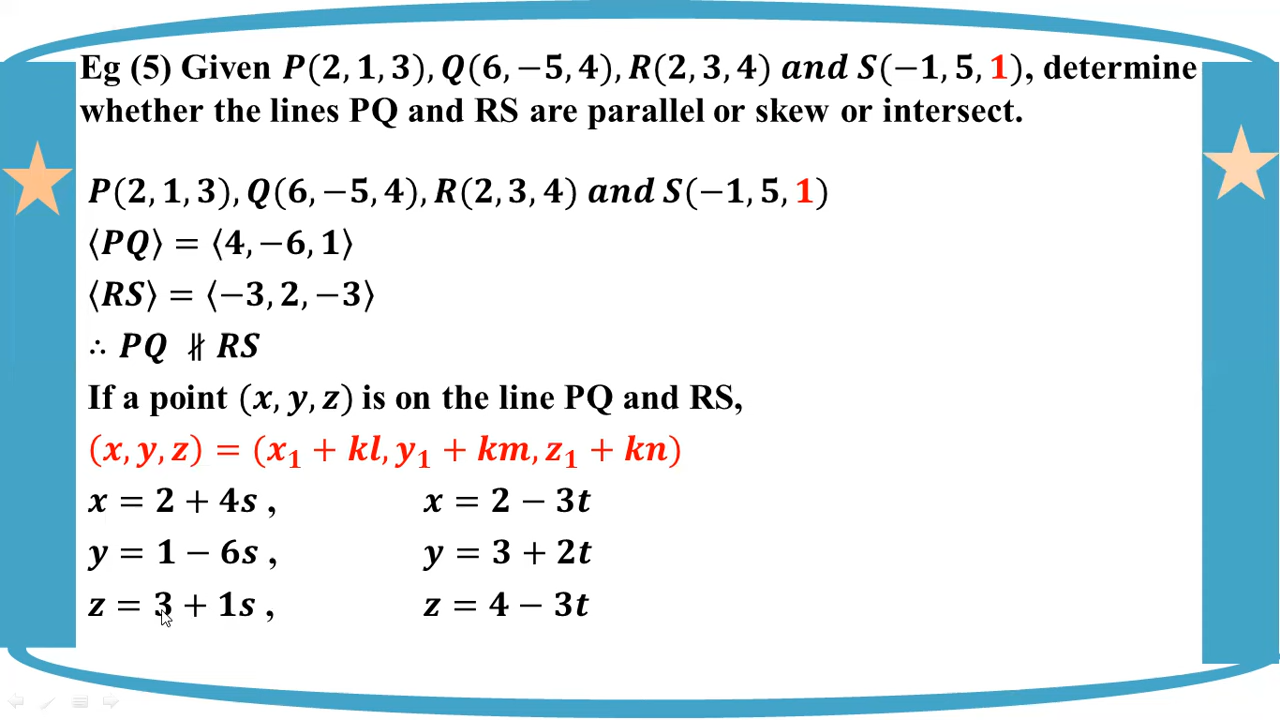 Eg (5) Given P(2, 1, 3), Q(6, −5, 4), R(2, 3, 4) and S(−1, 5, 1), determine
whether the lines PQ and RS are parallel or skew or intersect.
P(2, 1, 3), Q(6, −5, 4), R(2, 3, 4) and S(−1, 5, 1)
⟨PQ⟩ = ⟨4, −6, 1⟩
⟨RS⟩ = ⟨−3, 2, −3⟩
∴ PQ ∦ RS
If a point (x, y, z) is on the line PQ and RS,
(x, y, z) = (x₁ + kl, y₁ + km, z₁ + kn)
x = 2 + 4s , x = 2 − 3t
y = 1 − 6s , y = 3 + 2t
z = 3 + 1s , z = 4 − 3t